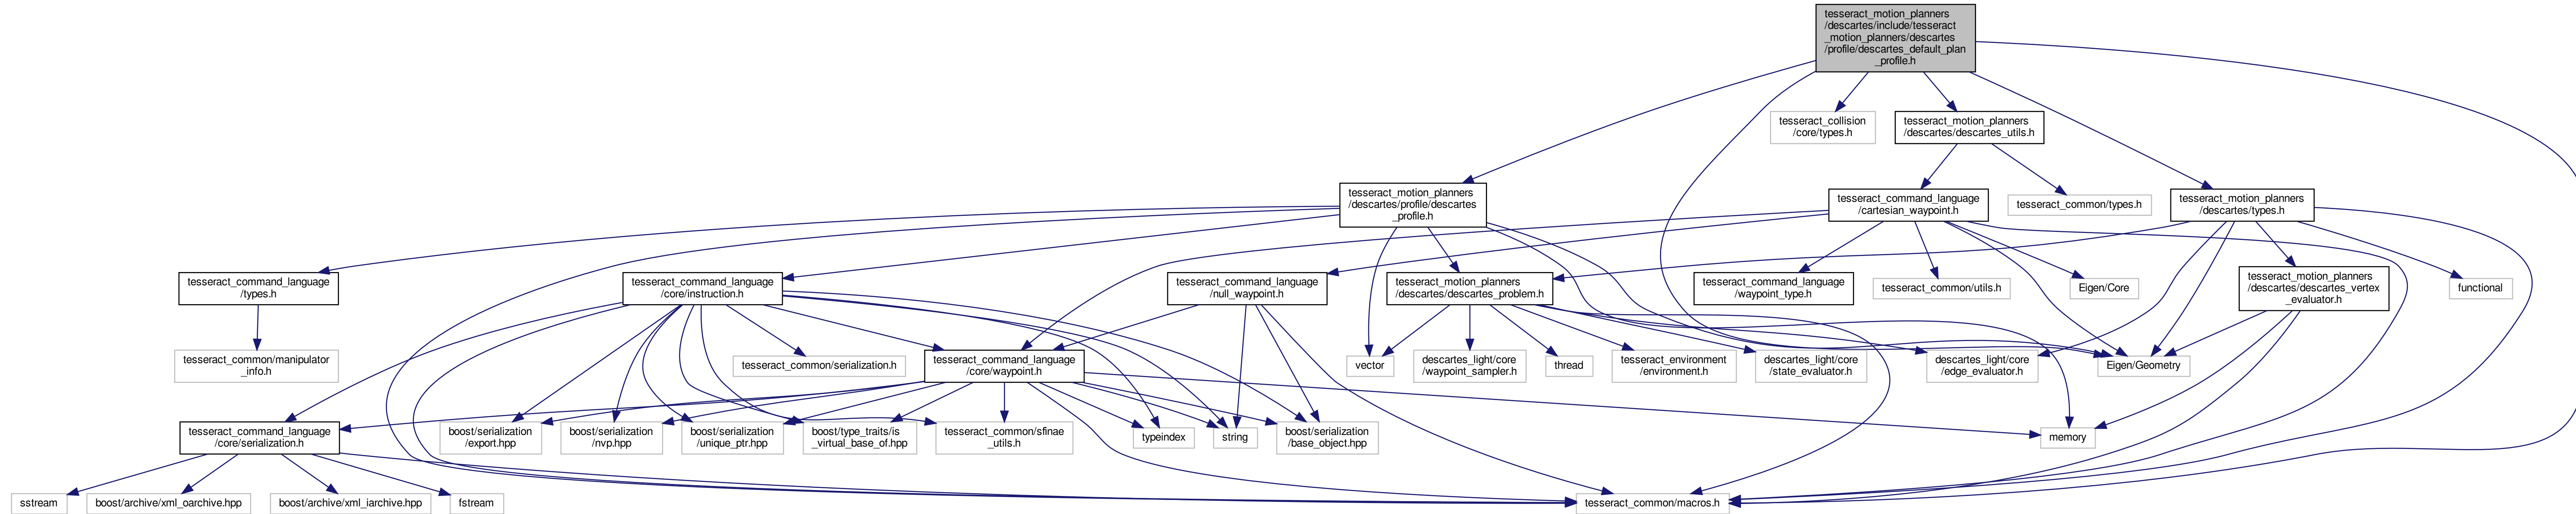 tesseract_motion_planners
/descartes/include/tesseract
_motion_planners/descartes
/profile/descartes_default_plan
_profile.h
tesseract_collision
/core/types.h
tesseract_motion_planners
/descartes/descartes_utils.h
tesseract_motion_planners
/descartes/profile/descartes
_profile.h
tesseract_command_language
/cartesian_waypoint.h
tesseract_common/types.h
tesseract_motion_planners
/descartes/types.h
tesseract_command_language
/types.h
tesseract_command_language
/core/instruction.h
tesseract_command_language
/null_waypoint.h
tesseract_motion_planners
/descartes/descartes_problem.h
tesseract_command_language
/waypoint_type.h
tesseract_common/utils.h
Eigen/Core
tesseract_motion_planners
/descartes/descartes_vertex
_evaluator.h
functional
tesseract_common/manipulator
_info.h
tesseract_common/serialization.h
tesseract_command_language
/core/waypoint.h
vector
descartes_light/core
/waypoint_sampler.h
thread
tesseract_environment
/environment.h
descartes_light/core
/state_evaluator.h
descartes_light/core
/edge_evaluator.h
Eigen/Geometry
tesseract_command_language
/core/serialization.h
boost/serialization
/export.hpp
boost/serialization
/nvp.hpp
boost/serialization
/unique_ptr.hpp
boost/type_traits/is
_virtual_base_of.hpp
tesseract_common/sfinae
_utils.h
typeindex
string
boost/serialization
/base_object.hpp
memory
sstream
boost/archive/xml_oarchive.hpp
boost/archive/xml_iarchive.hpp
fstream
tesseract_common/macros.h